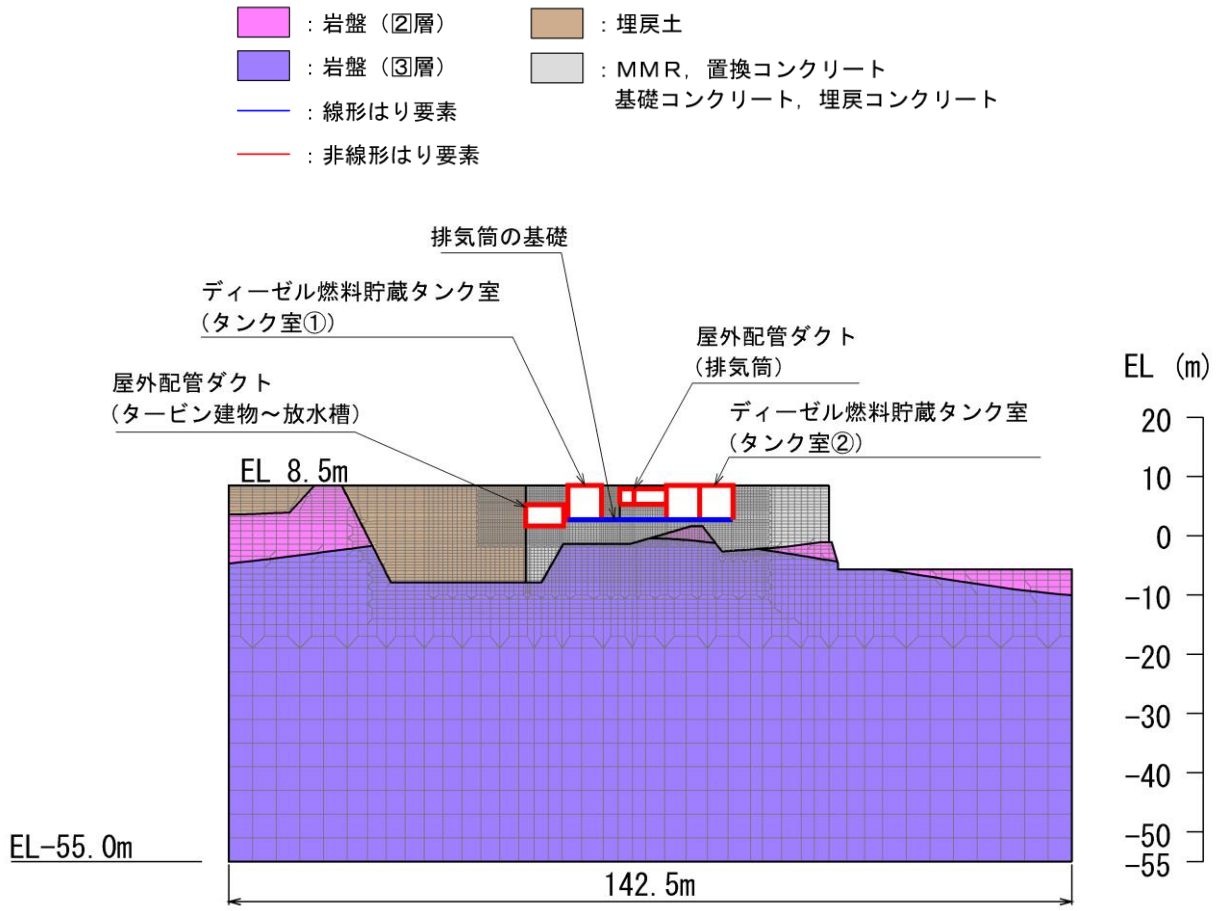 ：岩盤（②層）
：岩盤（③層）
：線形はり要素
：非線形はり要素
：埋戻土
：ＭＭＲ，置換コンクリート
基礎コンクリート，埋戻コンクリート
排気筒の基礎
ディーゼル燃料貯蔵タンク室
(タンク室①)
屋外配管ダクト
(排気筒)
屋外配管ダクト
(タービン建物～放水槽)
ディーゼル燃料貯蔵タンク室
(タンク室②)
EL 8.5m
EL (m)
20
10
0
-10
-20
-30
-40
-50
-55
EL-55.0m
142.5m